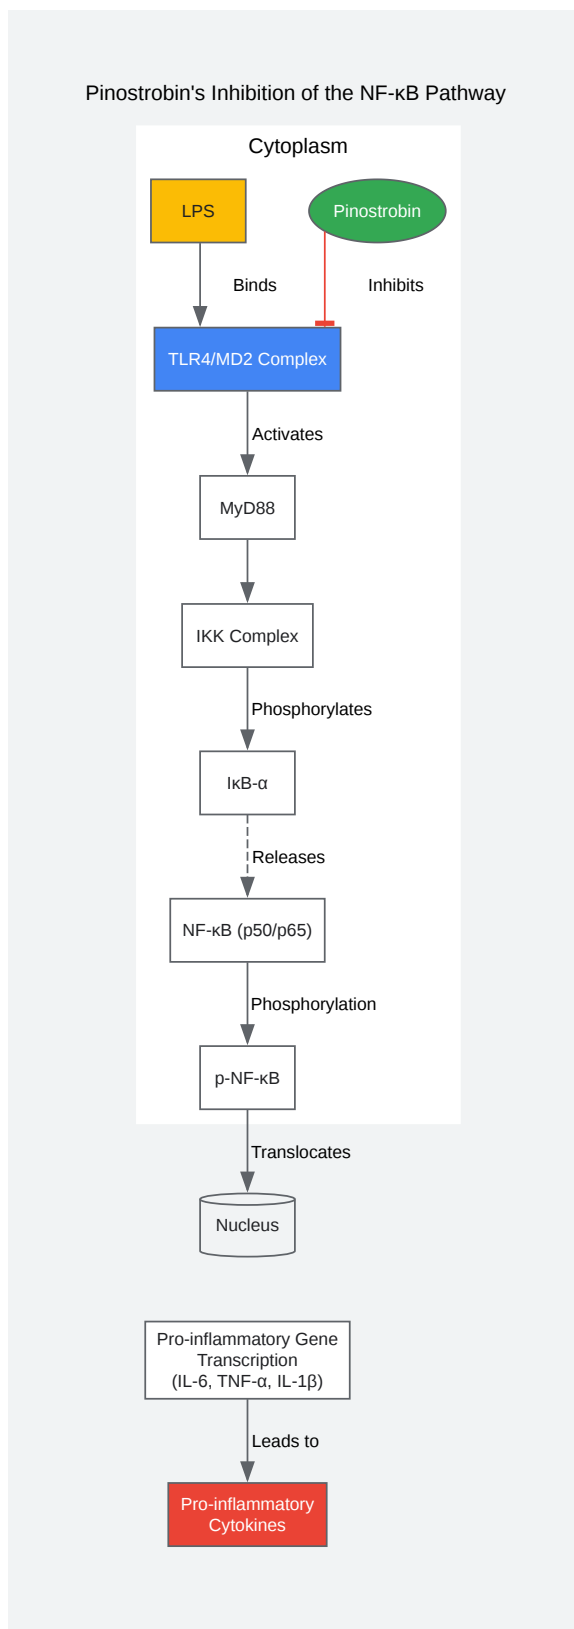 Pinostrobin's Inhibition of the NF-κB Pathway
Cytoplasm
LPS
Pinostrobin
Binds
Inhibits
TLR4/MD2 Complex
Activates
MyD88
IKK Complex
Phosphorylates
IκB-α
Releases
NF-κB (p50/p65)
Phosphorylation
p-NF-κB
Translocates
Nucleus
Pro-inflammatory Gene
Transcription
(IL-6, TNF-α, IL-1β)
Leads to
Pro-inflammatory
Cytokines